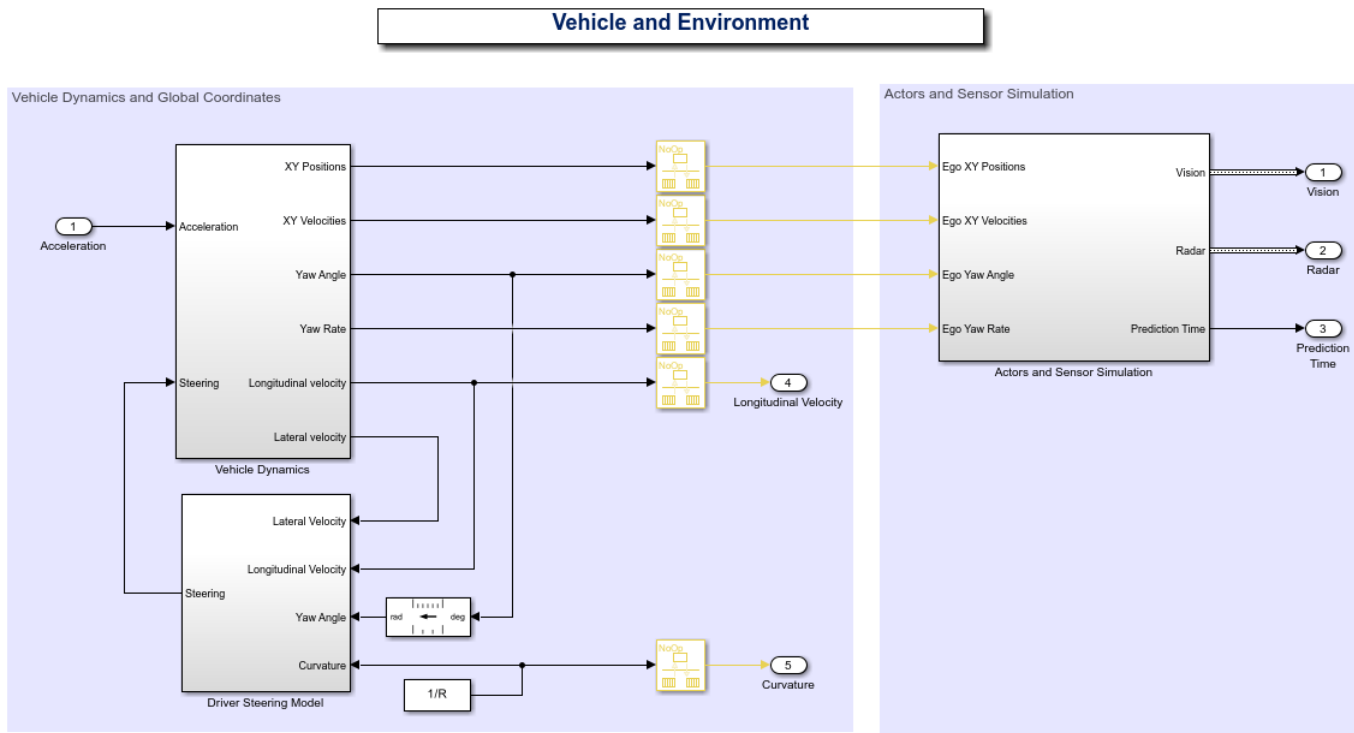 Vehicle and Environment
Vehicle Dynamics and Global Coordinates
Actors and Sensor Simulation
XY Positions
XY Velocities
Yaw Angle
Yaw Rate
Longitudinal velocity
Lateral velocity
Acceleration
Steering
Vehicle Dynamics
1
Acceleration
NoOp
NoOp
NoOp
NoOp
NoOp
4
Longitudinal Velocity
Ego XY Positions
Ego XY Velocities
Ego Yaw Angle
Ego Yaw Rate
Vision
Radar
Prediction Time
Actors and Sensor Simulation
1
Vision
2
Radar
3
Prediction
Time
Lateral Velocity
Longitudinal Velocity
Yaw Angle
Curvature
Steering
Driver Steering Model
rad
deg
1/R
NoOp
5
Curvature